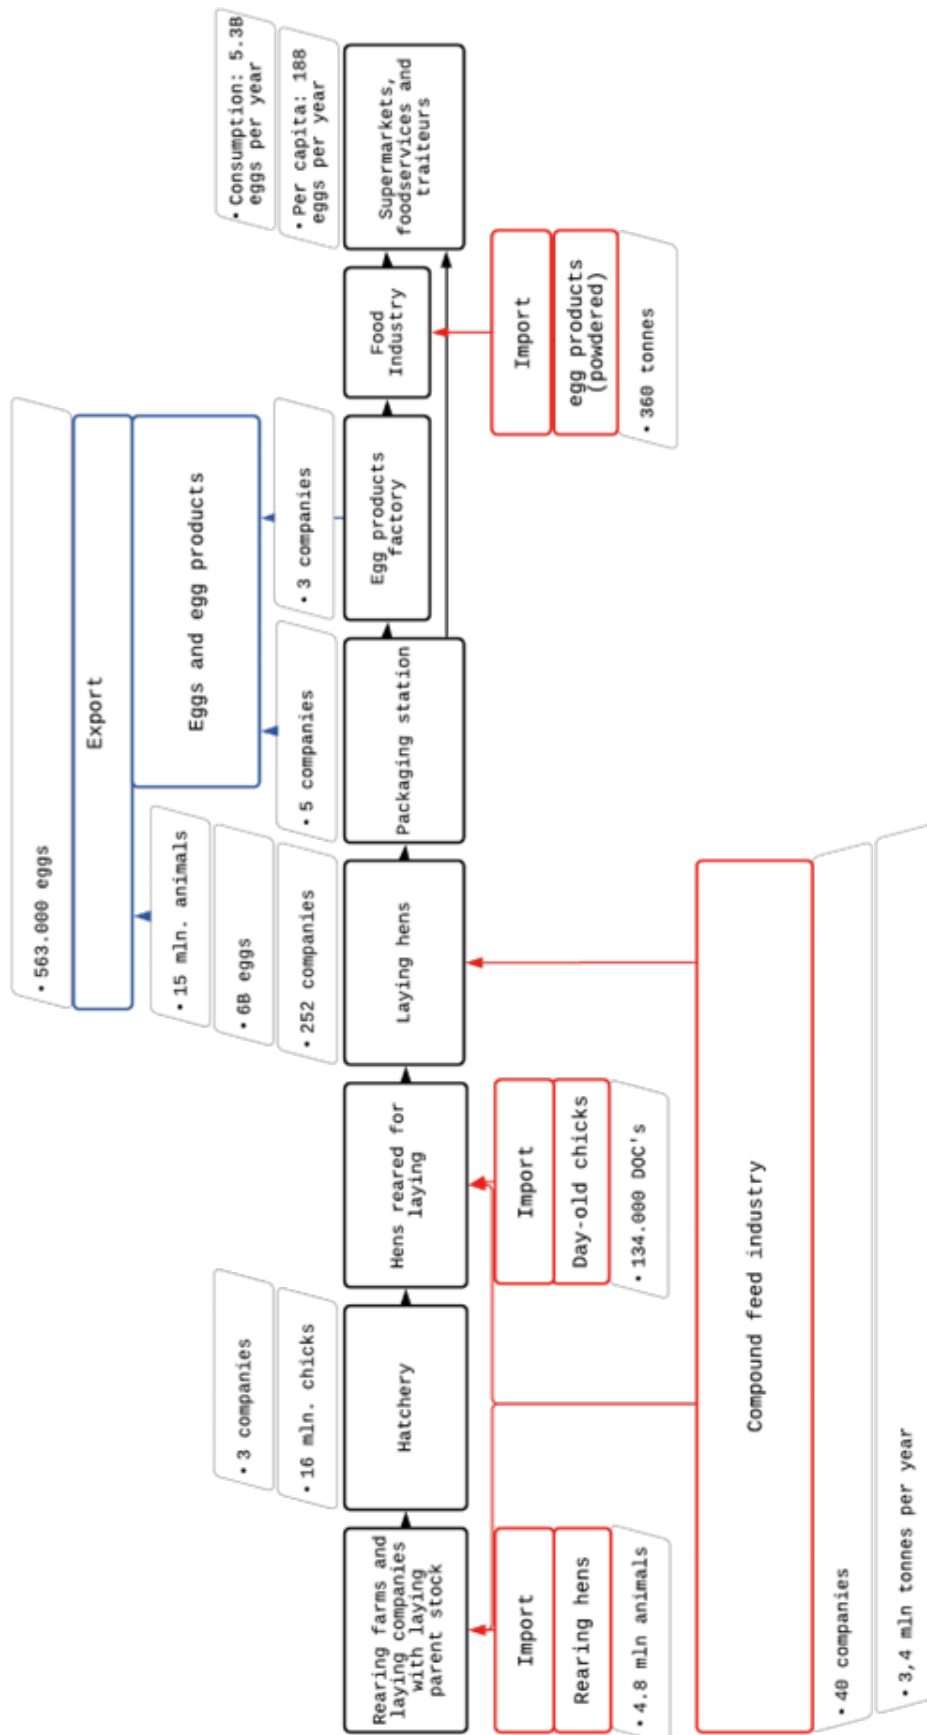 • 563.000 eggs
Export
Eggs and egg products
• 15 mln. animals
• 6B eggs
• 252 companies
• 5 companies
• 3 companies
• Consumption: 5.3B
eggs per year
• Per capita: 188
eggs per year
• 3 companies
• 16 mln. chicks
Rearing farms and
laying companies
with laying
parent stock
Hatchery
Hens reared for
laying
Laying hens
Packaging station
Egg products
factory
Food
Industry
Supermarkets,
foodservices and
traiteurs
Import
Rearing hens
• 4.8 mln animals
Import
Day-old chicks
• 134.000 DOC's
Import
egg products
(powdered)
• 360 tonnes
Compound feed industry
• 40 companies
• 3,4 mln tonnes per year